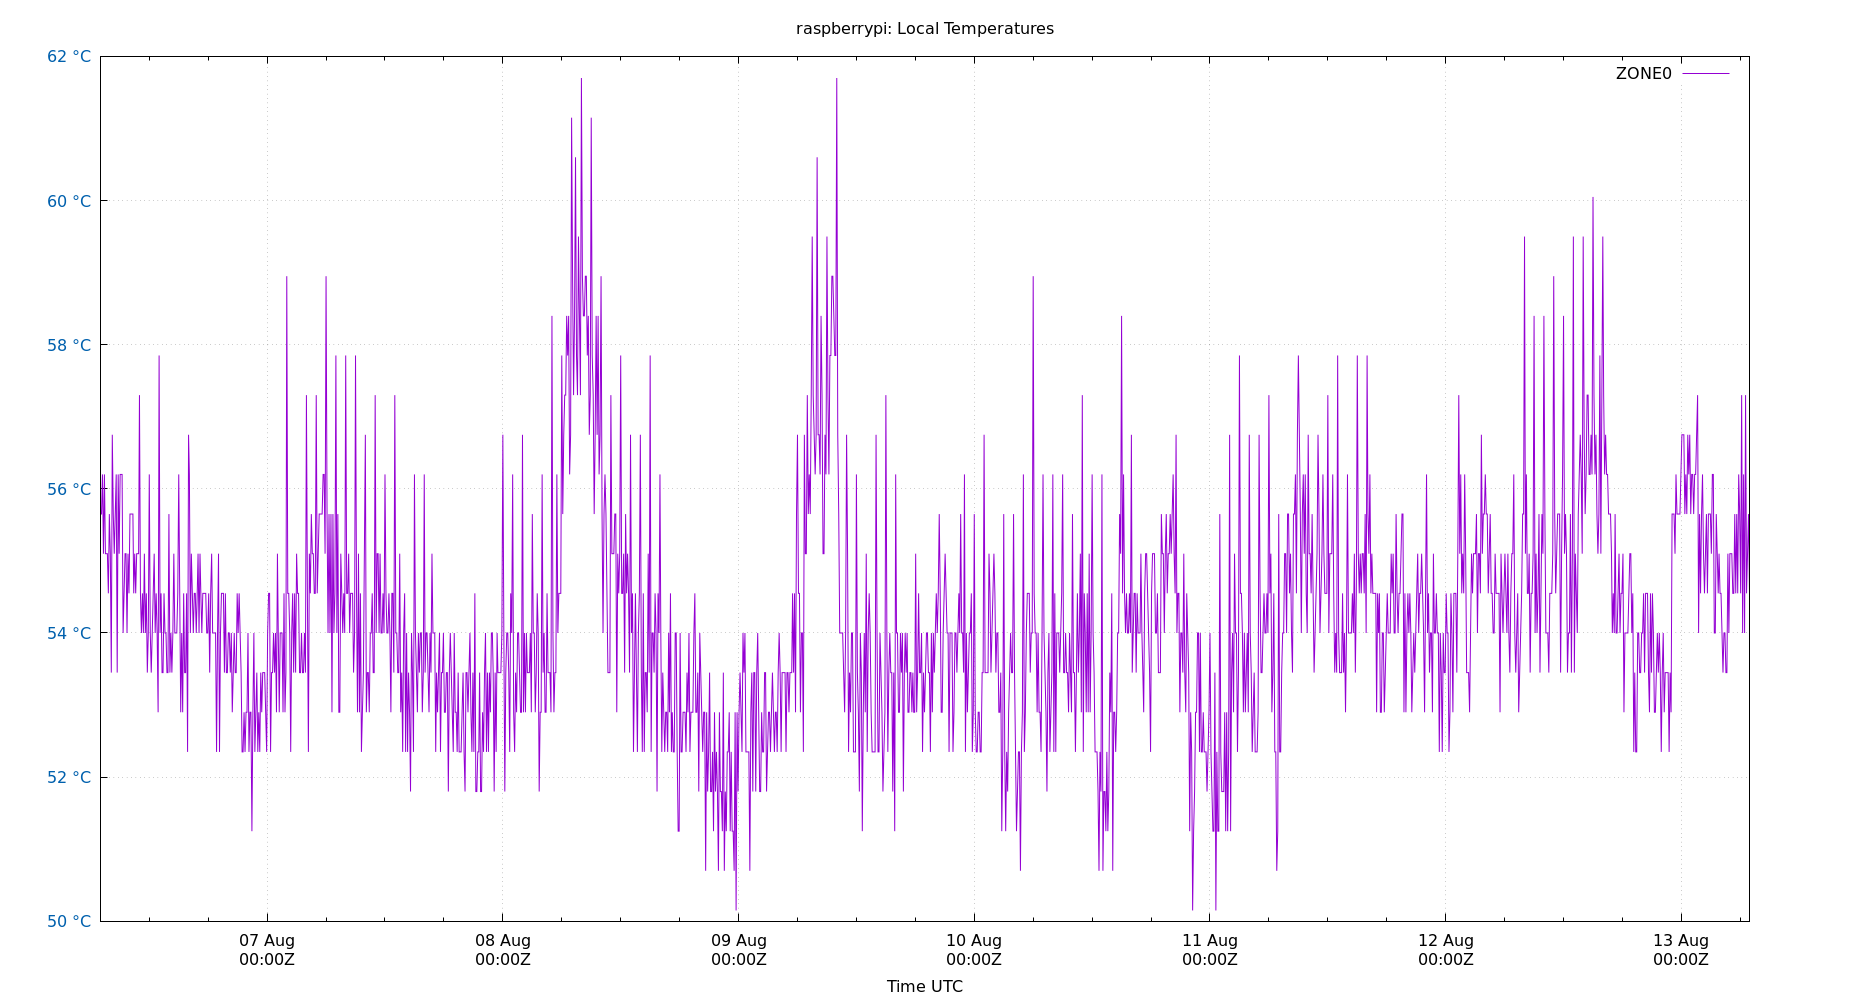 raspberrypi: Local Temperatures
62 °C
ZONE0
60 °C
58 °C
56 °C
54 °C
52 °C
50 °C
07 Aug 08 Aug 09 Aug 10 Aug 11 Aug 12 Aug 13 Aug
00:00Z 00:00Z 00:00Z 00:00Z 00:00Z 00:00Z 00:00Z
Time UTC